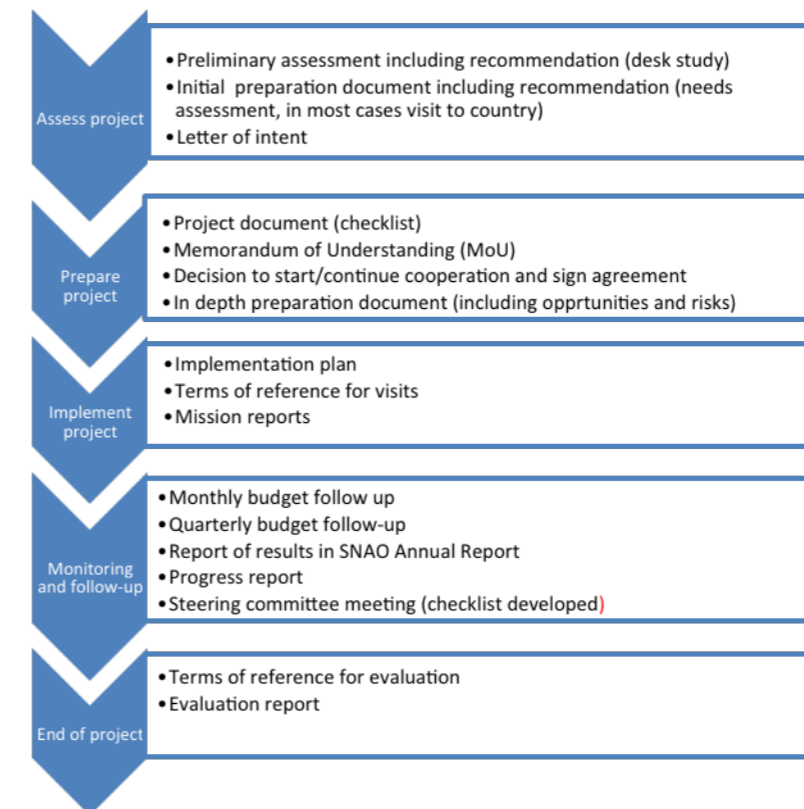 Assess project
•Preliminary assessment including recommendation (desk study)
•Initial preparation document including recommendation (needs
assessment, in most cases visit to country)
•Letter of intent
Prepare
project
•Project document (checklist)
•Memorandum of Understanding (MoU)
•Decision to start/continue cooperation and sign agreement
•In depth preparation document (including opprtunities and risks)
Implement
project
•Implementation plan
•Terms of reference for visits
•Mission reports
Monitoring
and follow-up
•Monthly budget follow up
•Quarterly budget follow-up
•Report of results in SNAO Annual Report
•Progress report
•Steering committee meeting (checklist developed)
End of project
•Terms of reference for evaluation
•Evaluation report